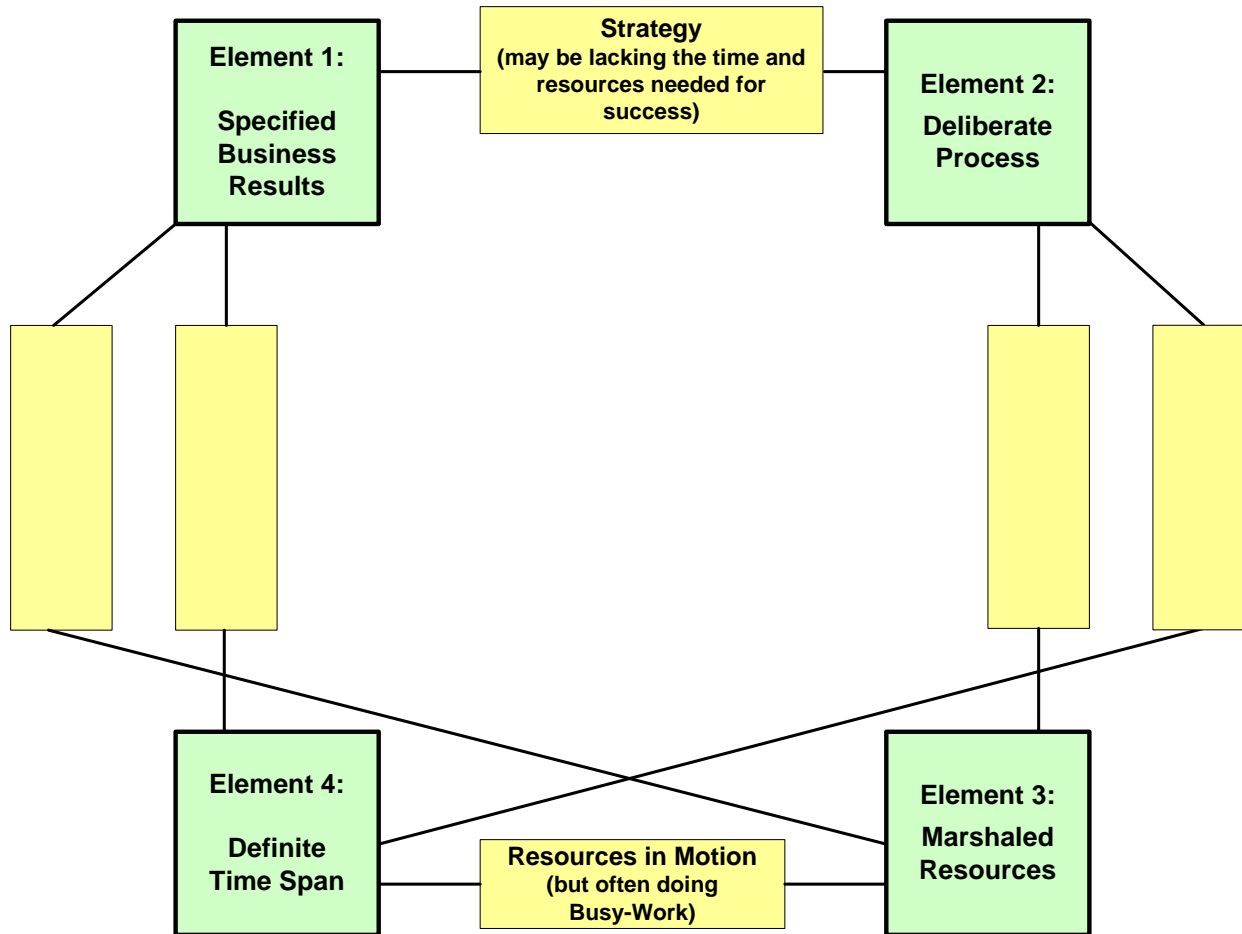 Element 1:
Specified
Business
Results
Strategy
(may be lacking the time and
resources needed for
success)
Element 2:
Deliberate
Process
Element 4:
Definite
Time Span
Resources in Motion
(but often doing
Busy-Work)
Element 3:
Marshaled
Resources